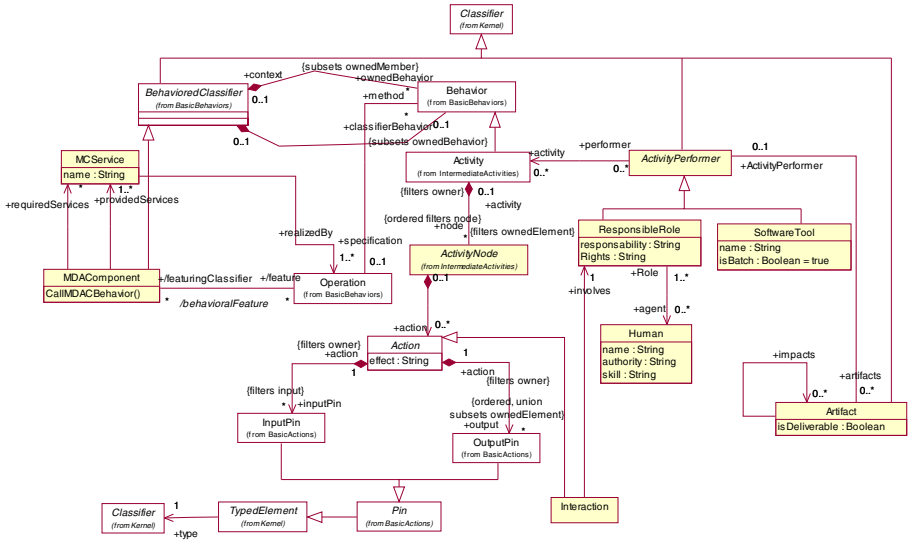 Classifier
(from Kernel)
{subsets ownedMember}
+context
+ownedBehavior
BehavioredClassifier
(from BasicBehaviors)
0..1
+method
*
Behavior
(from BasicBehaviors)
*
0..1
+classifierBehavior
0..1
{subsets ownedBehavior}
MCService
name : String
Activity
(from IntermediateActivities)
+activity
0..*
+performer
0..*
ActivityPerformer
0..1
+ActivityPerformer
*
1..*
+requiredServices
+providedServices
{filters owner}
0..1
+activity
{ordered filters node}
+node
*
{filters ownedElement}
+realizedBy
1..*
+specification
0..1
ResponsibleRole
responsability : String
Rights : String
SoftwareTool
name : String
isBatch : Boolean = true
ActivityNode
(from IntermediateActivities)
0..1
MDAComponent
CallMDACBehavior()
+/featuringClassifier
+/feature
*
/behavioralFeature
*
Operation
(from BasicBehaviors)
1
+involves
+Role
1..*
+agent
0..*
Human
name : String
authority : String
skill : String
+action
0..*
Action
effect : String
{filters owner}
+action
1
1
+action
{filters owner}
+impacts
0..*
+artifacts
0..*
Artifact
isDeliverable : Boolean
{filters input}
*
+inputPin
{ordered, union
subsets ownedElement}
+output
*
InputPin
(from BasicActions)
OutputPin
(from BasicActions)
Interaction
Classifier
(from Kernel)
1
+type
TypedElement
(from Kernel)
Pin
(from BasicActions)